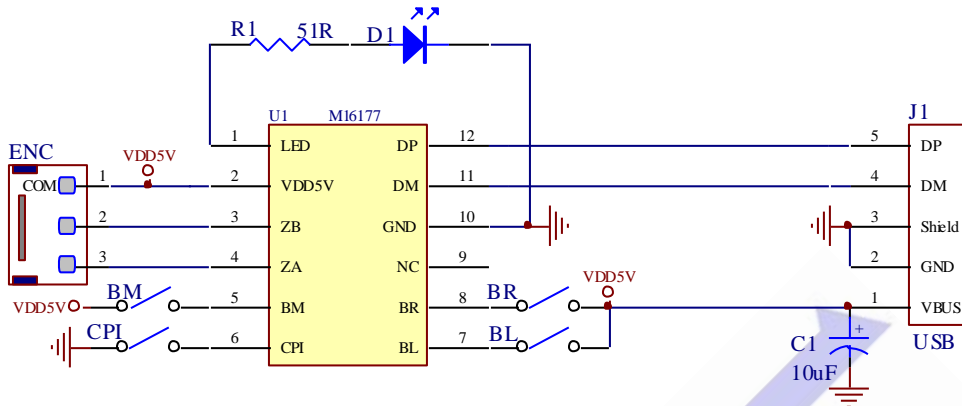 R1 51R D1
U1 M16177
J1
ENC
VDD5V
1 LED DP 12 5 DP
COM 1 2 VDD5V DM 11 4 DM
2 3 ZB GND 10 3 Shield
3 4 ZA NC 9 2 GND
VDD5V
VDD5V BM 5 BM BR 8 BR 1 VBUS
CPI 6 CPI BL 7 BL
C1 +
10uF
USB